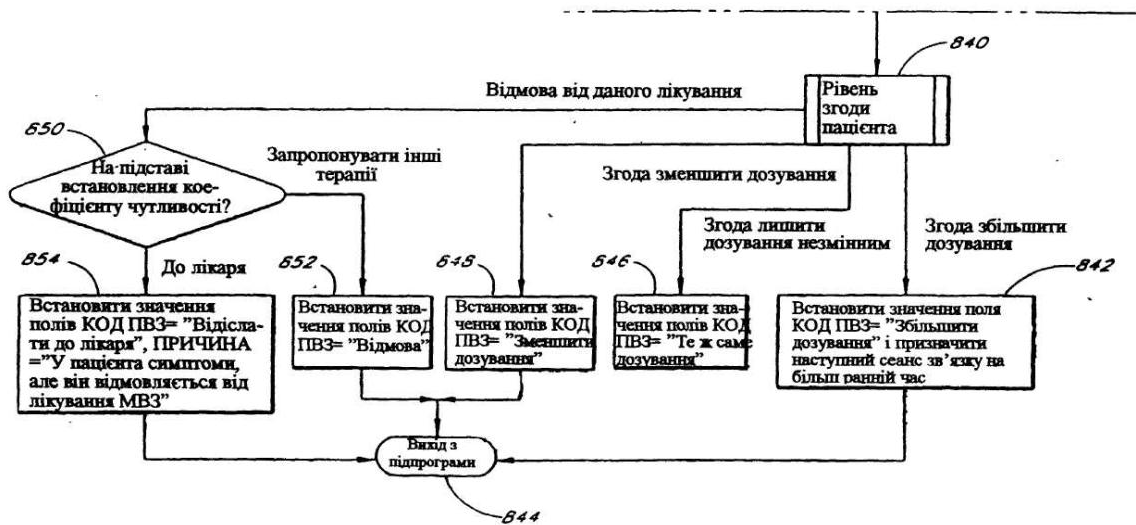 840
Рівень
згоди
пацієнта
Відмова від даного лікування
850
На підставі
встановлення кое-
фіцієнту чутливості?
Запропонувати інші
терапії
Згода зменшити дозування
Згода лишити
дозування незмінним
Згода збільшити
дозування
854
До лікаря
852
848
846
842
Встановити значення
полів КОД ПВЗ= "Відісла-
ти до лікаря", ПРИЧИНА
="У пацієнта симптоми,
але він відмовляється від
лікування МВЗ"
Встановити зна-
чення полів КОД
ПВЗ= "Відмова"
Встановити зна-
чення полів КОД
ПВЗ= "Зменшити
дозування"
Встановити зна-
чення полів КОД
ПВЗ= "Те ж саме
дозування"
Встановити значення поля
КОД ПВЗ= "Збільшити
дозування" і призначити
наступний сеанс зв'язку на
більш ранній час
Вихід з
підпрограми
844